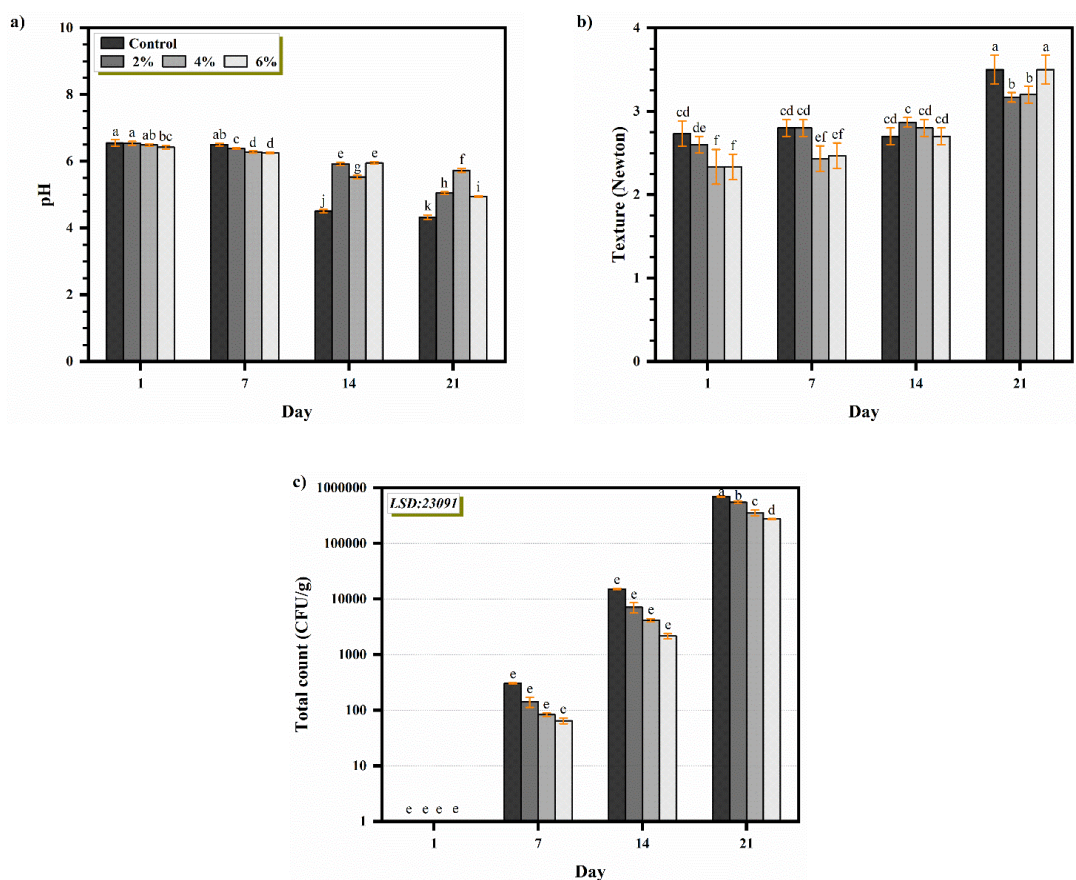 a)
10
8
6
4
2
0
pH
Control
2% 4% 6%
a a ab bc
ab c d d
j e g e
k h f i
1 7 14 21
Day
b)
4
3
2
1
0
Texture (Newton)
cd de f f
cd cd ef ef
cd c cd cd
a b b a
1 7 14 21
Day
c)
1000000
100000
10000
1000
100
10
1
Total count (CFU/g)
LSD:23091
e e e e
e e e e
e e e e
a b c d
1 7 14 21
Day